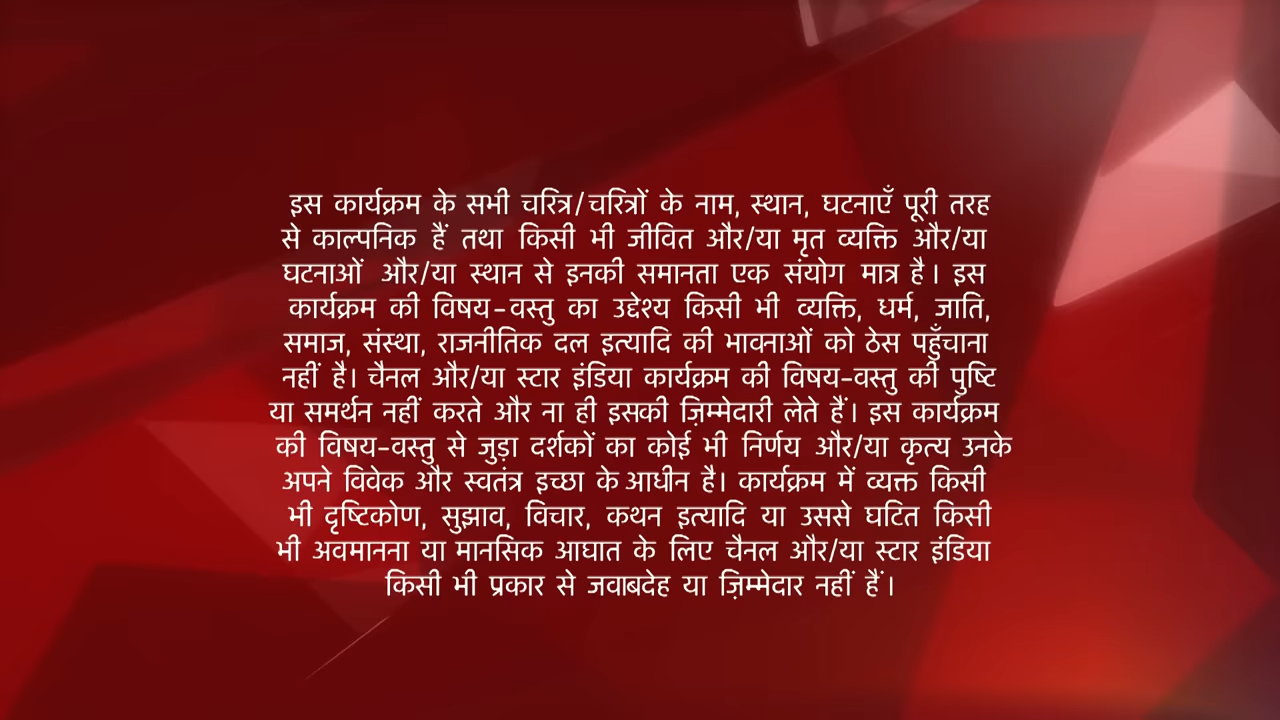 इस कार्यक्रम के सभी चरित्र/चरित्रों के नाम, स्थान, घटनाएँ पूरी तरह
से काल्पनिक हैं तथा किसी भी जीवित और/या मृत व्यक्ति और/या
घटनाओं और/या स्थान से इनकी समानता एक संयोग मात्र है। इस
कार्यक्रम की विषय-वस्तु का उद्देश्य किसी भी व्यक्ति, धर्म, जाति,
समाज, संस्था, राजनीतिक दल इत्यादि की भावनाओं को ठेस पहुँचाना
नहीं है। चैनल और/या स्टार इंडिया कार्यक्रम की विषय-वस्तु की पुष्टि
या समर्थन नहीं करते और ना ही इसकी ज़िम्मेदारी लेते हैं। इस कार्यक्रम
की विषय-वस्तु से जुड़ा दर्शकों का कोई भी निर्णय और/या कृत्य उनके
अपने विवेक और स्वतंत्र इच्छा के आधीन है। कार्यक्रम में व्यक्त किसी
भी दृष्टिकोण, सुझाव, विचार, कथन इत्यादि या उससे घटित किसी
भी अवमानना या मानसिक आघात के लिए चैनल और/या स्टार इंडिया
किसी भी प्रकार से जवाबदेह या ज़िम्मेदार नहीं हैं।